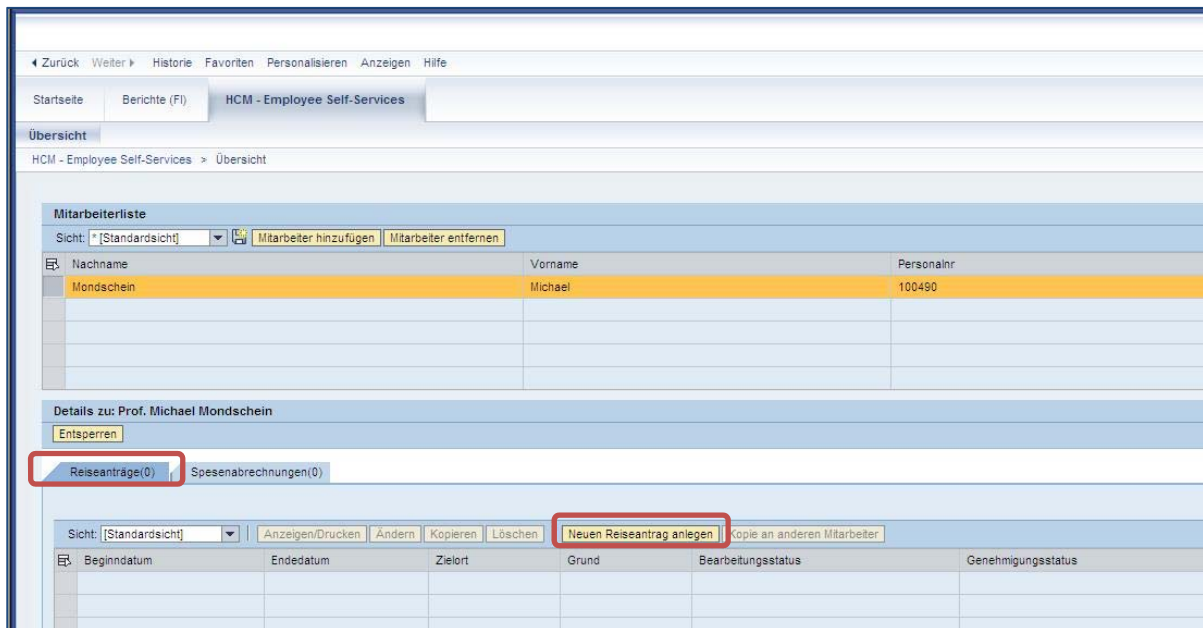 Zurück Weiter Historie Favoriten Personalisieren Anzeigen Hilfe
Startseite Berichte (FI) HCM - Employee Self-Services
Übersicht
HCM - Employee Self-Services > Übersicht
Mitarbeiterliste
Sicht: * [Standardsicht] Mitarbeiter hinzufügen Mitarbeiter entfernen
Nachname Vorname Personalnr
Mondschein Michael 100490
Details zu: Prof. Michael Mondschein
Entsperren
Reiseanträge(0) Spesenabrechnungen(0)
Sicht: [Standardsicht] Anzeigen/Drucken Ändern Kopieren Löschen Neuen Reiseantrag anlegen Kopie an anderen Mitarbeiter
Beginndatum Endedatum Zielort Grund Bearbeitungsstatus Genehmigungsstatus